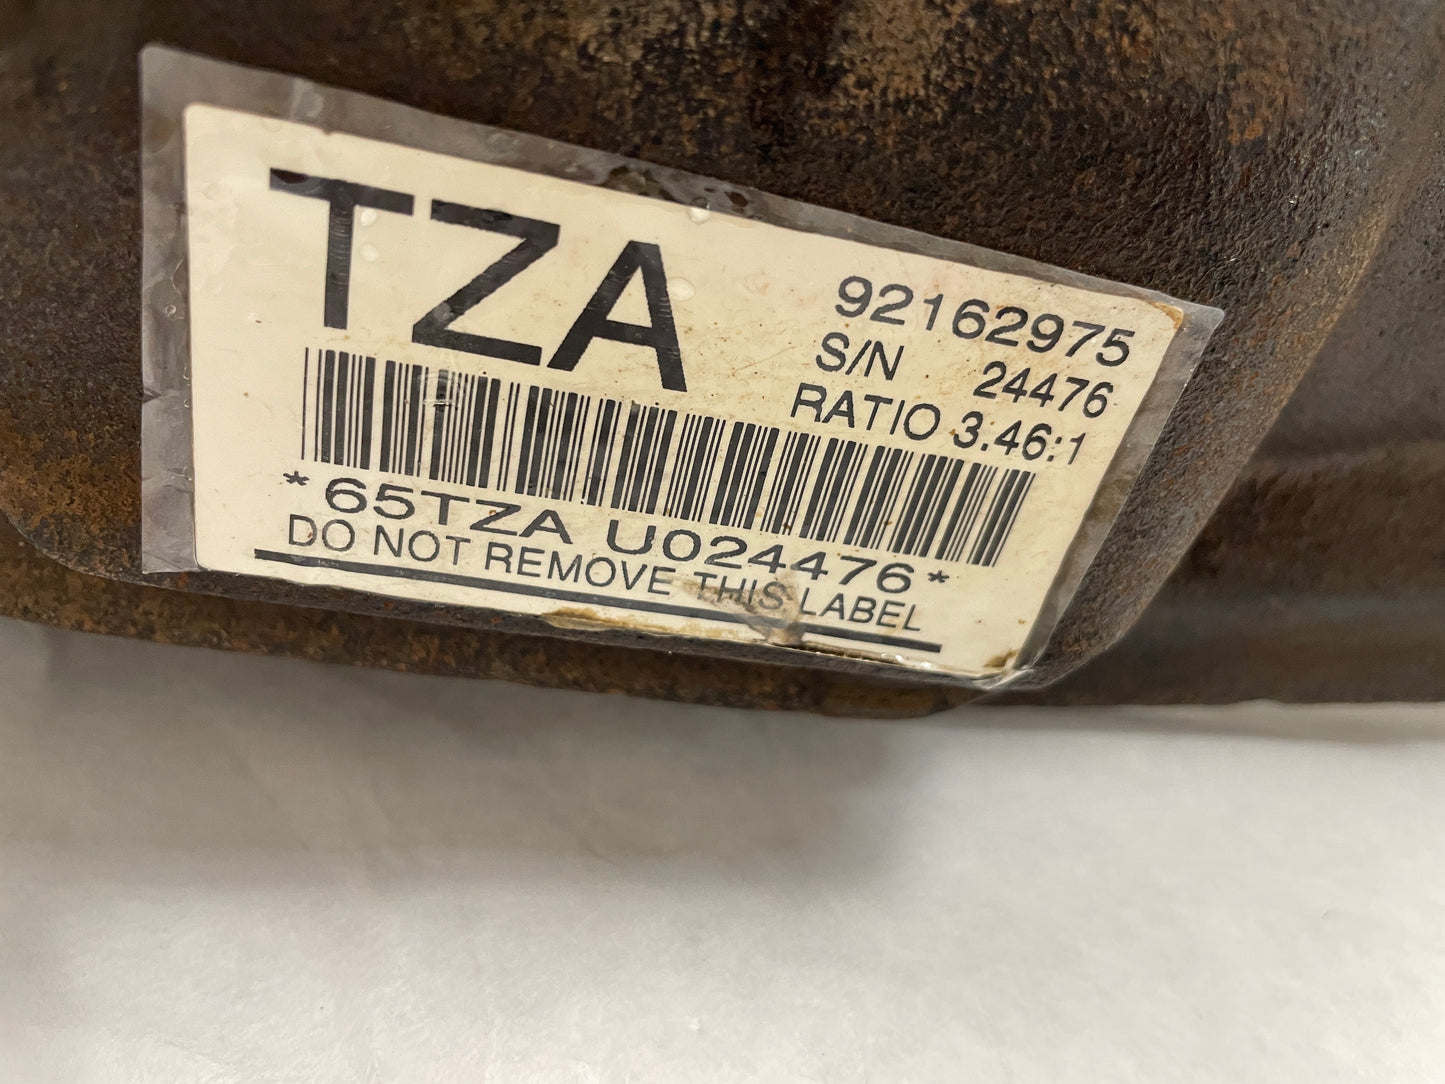 TZA
92162975
S/N 24476
RATIO 3.46:1
*65TZA U024476*
DO NOT REMOVE THIS LABEL